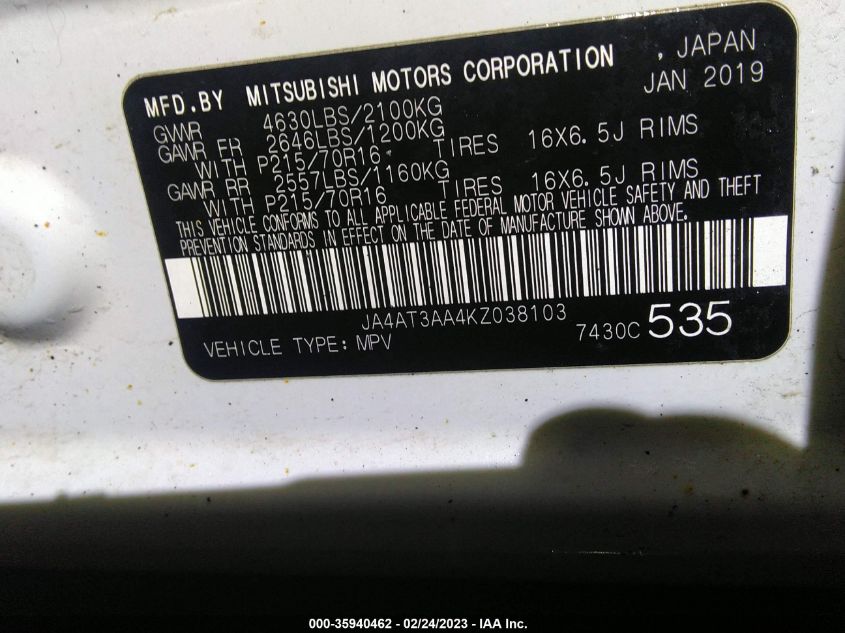 MFD.BY MITSUBISHI MOTORS CORPORATION , JAPAN
JAN 2019
GVWR 4630LBS/2100KG
GAWR FR 2646LBS/1200KG
WITH P215/70R16 TIRES 16X6.5J RIMS
GAWR RR 2557LBS/1160KG
WITH P215/70R16 TIRES 16X6.5J RIMS
THIS VEHICLE CONFORMS TO ALL APPLICABLE FEDERAL MOTOR VEHICLE SAFETY AND THEFT
PREVENTION STANDARDS IN EFFECT ON THE DATE OF MANUFACTURE SHOWN ABOVE.
JA4AT3AA4KZ038103
VEHICLE TYPE: MPV 7430C 535
000-35940462 - 02/24/2023 - IAA Inc.